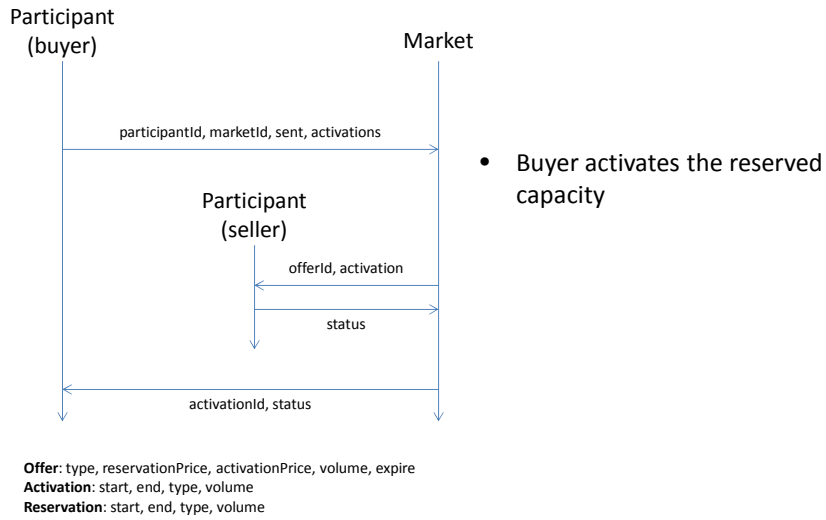 Participant
(buyer)
Market
participantId, marketId, sent, activations
• Buyer activates the reserved
capacity
Participant
(seller)
offerId, activation
status
activationId, status
Offer: type, reservationPrice, activationPrice, volume, expire
Activation: start, end, type, volume
Reservation: start, end, type, volume